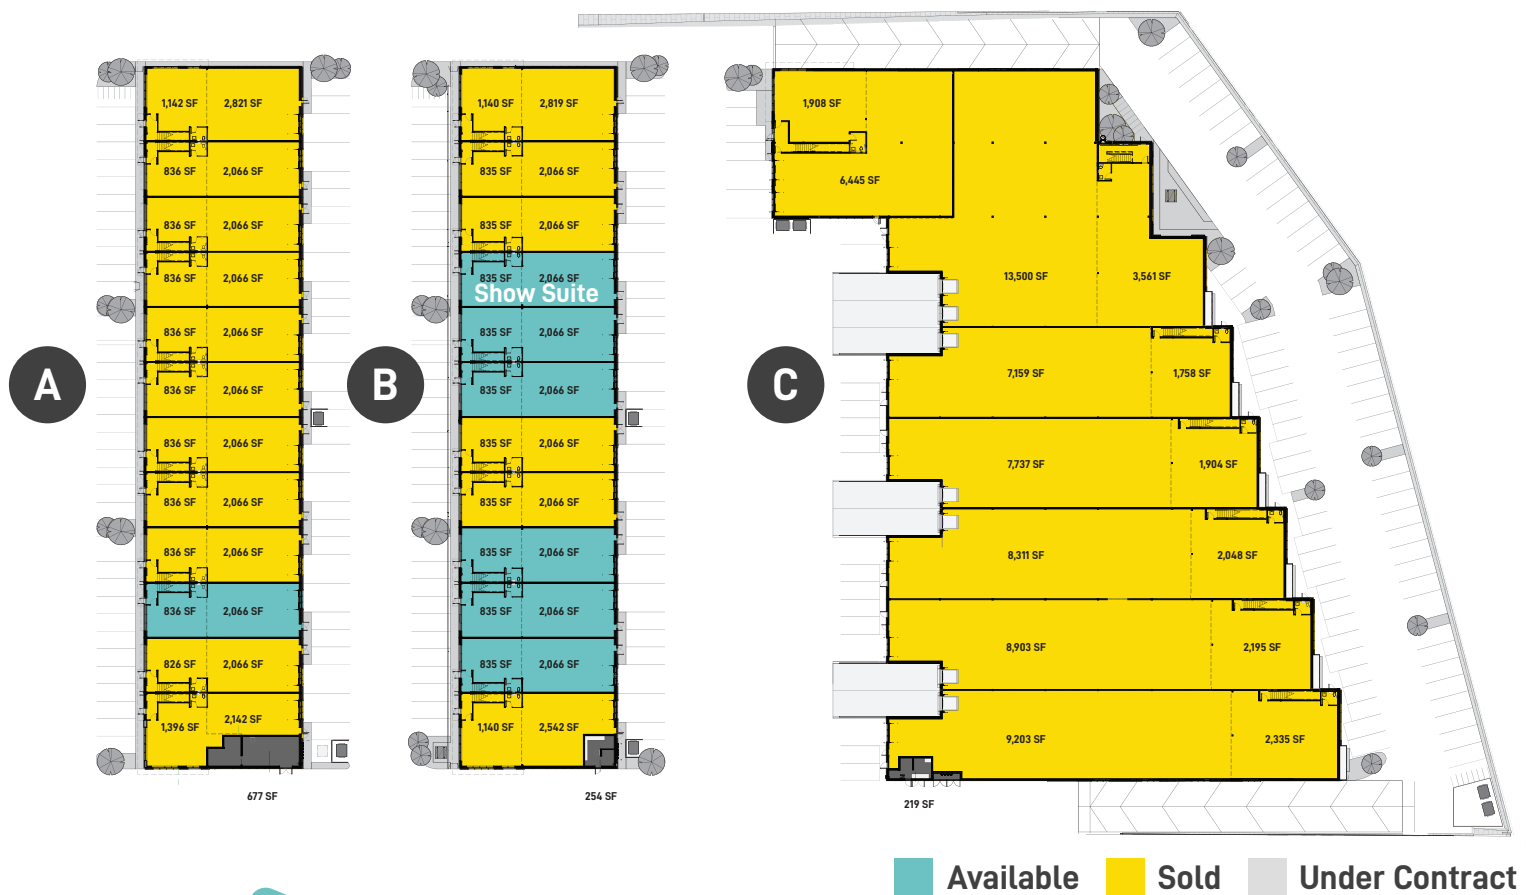 1,142 SF 2,821 SF
836 SF 2,066 SF
836 SF 2,066 SF
836 SF 2,066 SF
836 SF 2,066 SF
836 SF 2,066 SF
836 SF 2,066 SF
836 SF 2,066 SF
836 SF 2,066 SF
836 SF 2,066 SF
826 SF 2,066 SF
1,396 SF 2,142 SF
677 SF
A
1,140 SF 2,819 SF
835 SF 2,066 SF
835 SF 2,066 SF
835 SF 2,066 SF
Show Suite
835 SF 2,066 SF
835 SF 2,066 SF
835 SF 2,066 SF
835 SF 2,066 SF
835 SF 2,066 SF
835 SF 2,066 SF
835 SF 2,066 SF
1,140 SF 2,542 SF
254 SF
B
1,908 SF
6,445 SF
13,500 SF 3,561 SF
7,159 SF 1,758 SF
7,737 SF 1,904 SF
8,311 SF 2,048 SF
8,903 SF 2,195 SF
9,203 SF 2,335 SF
219 SF
C
Available Sold Under Contract